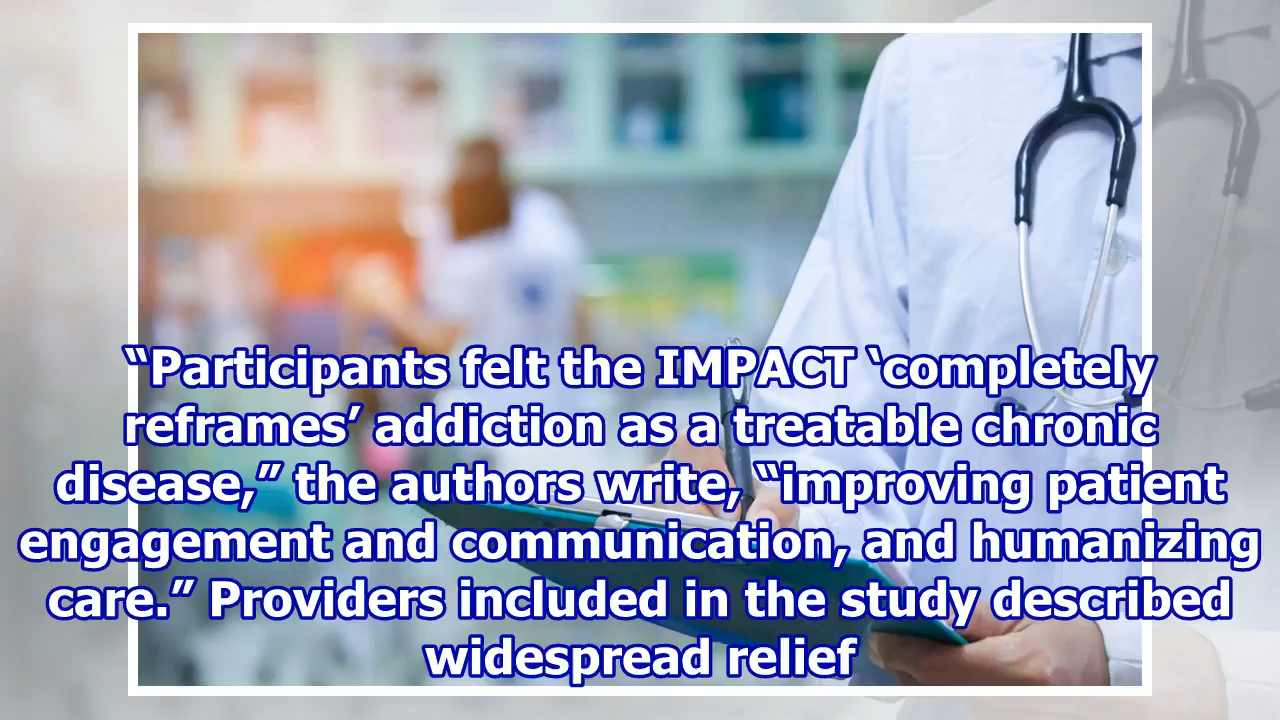 “Participants felt the IMPACT ‘completely
reframes’ addiction as a treatable chronic
disease,” the authors write, “improving patient
engagement and communication, and humanizing
care.” Providers included in the study described
widespread relief